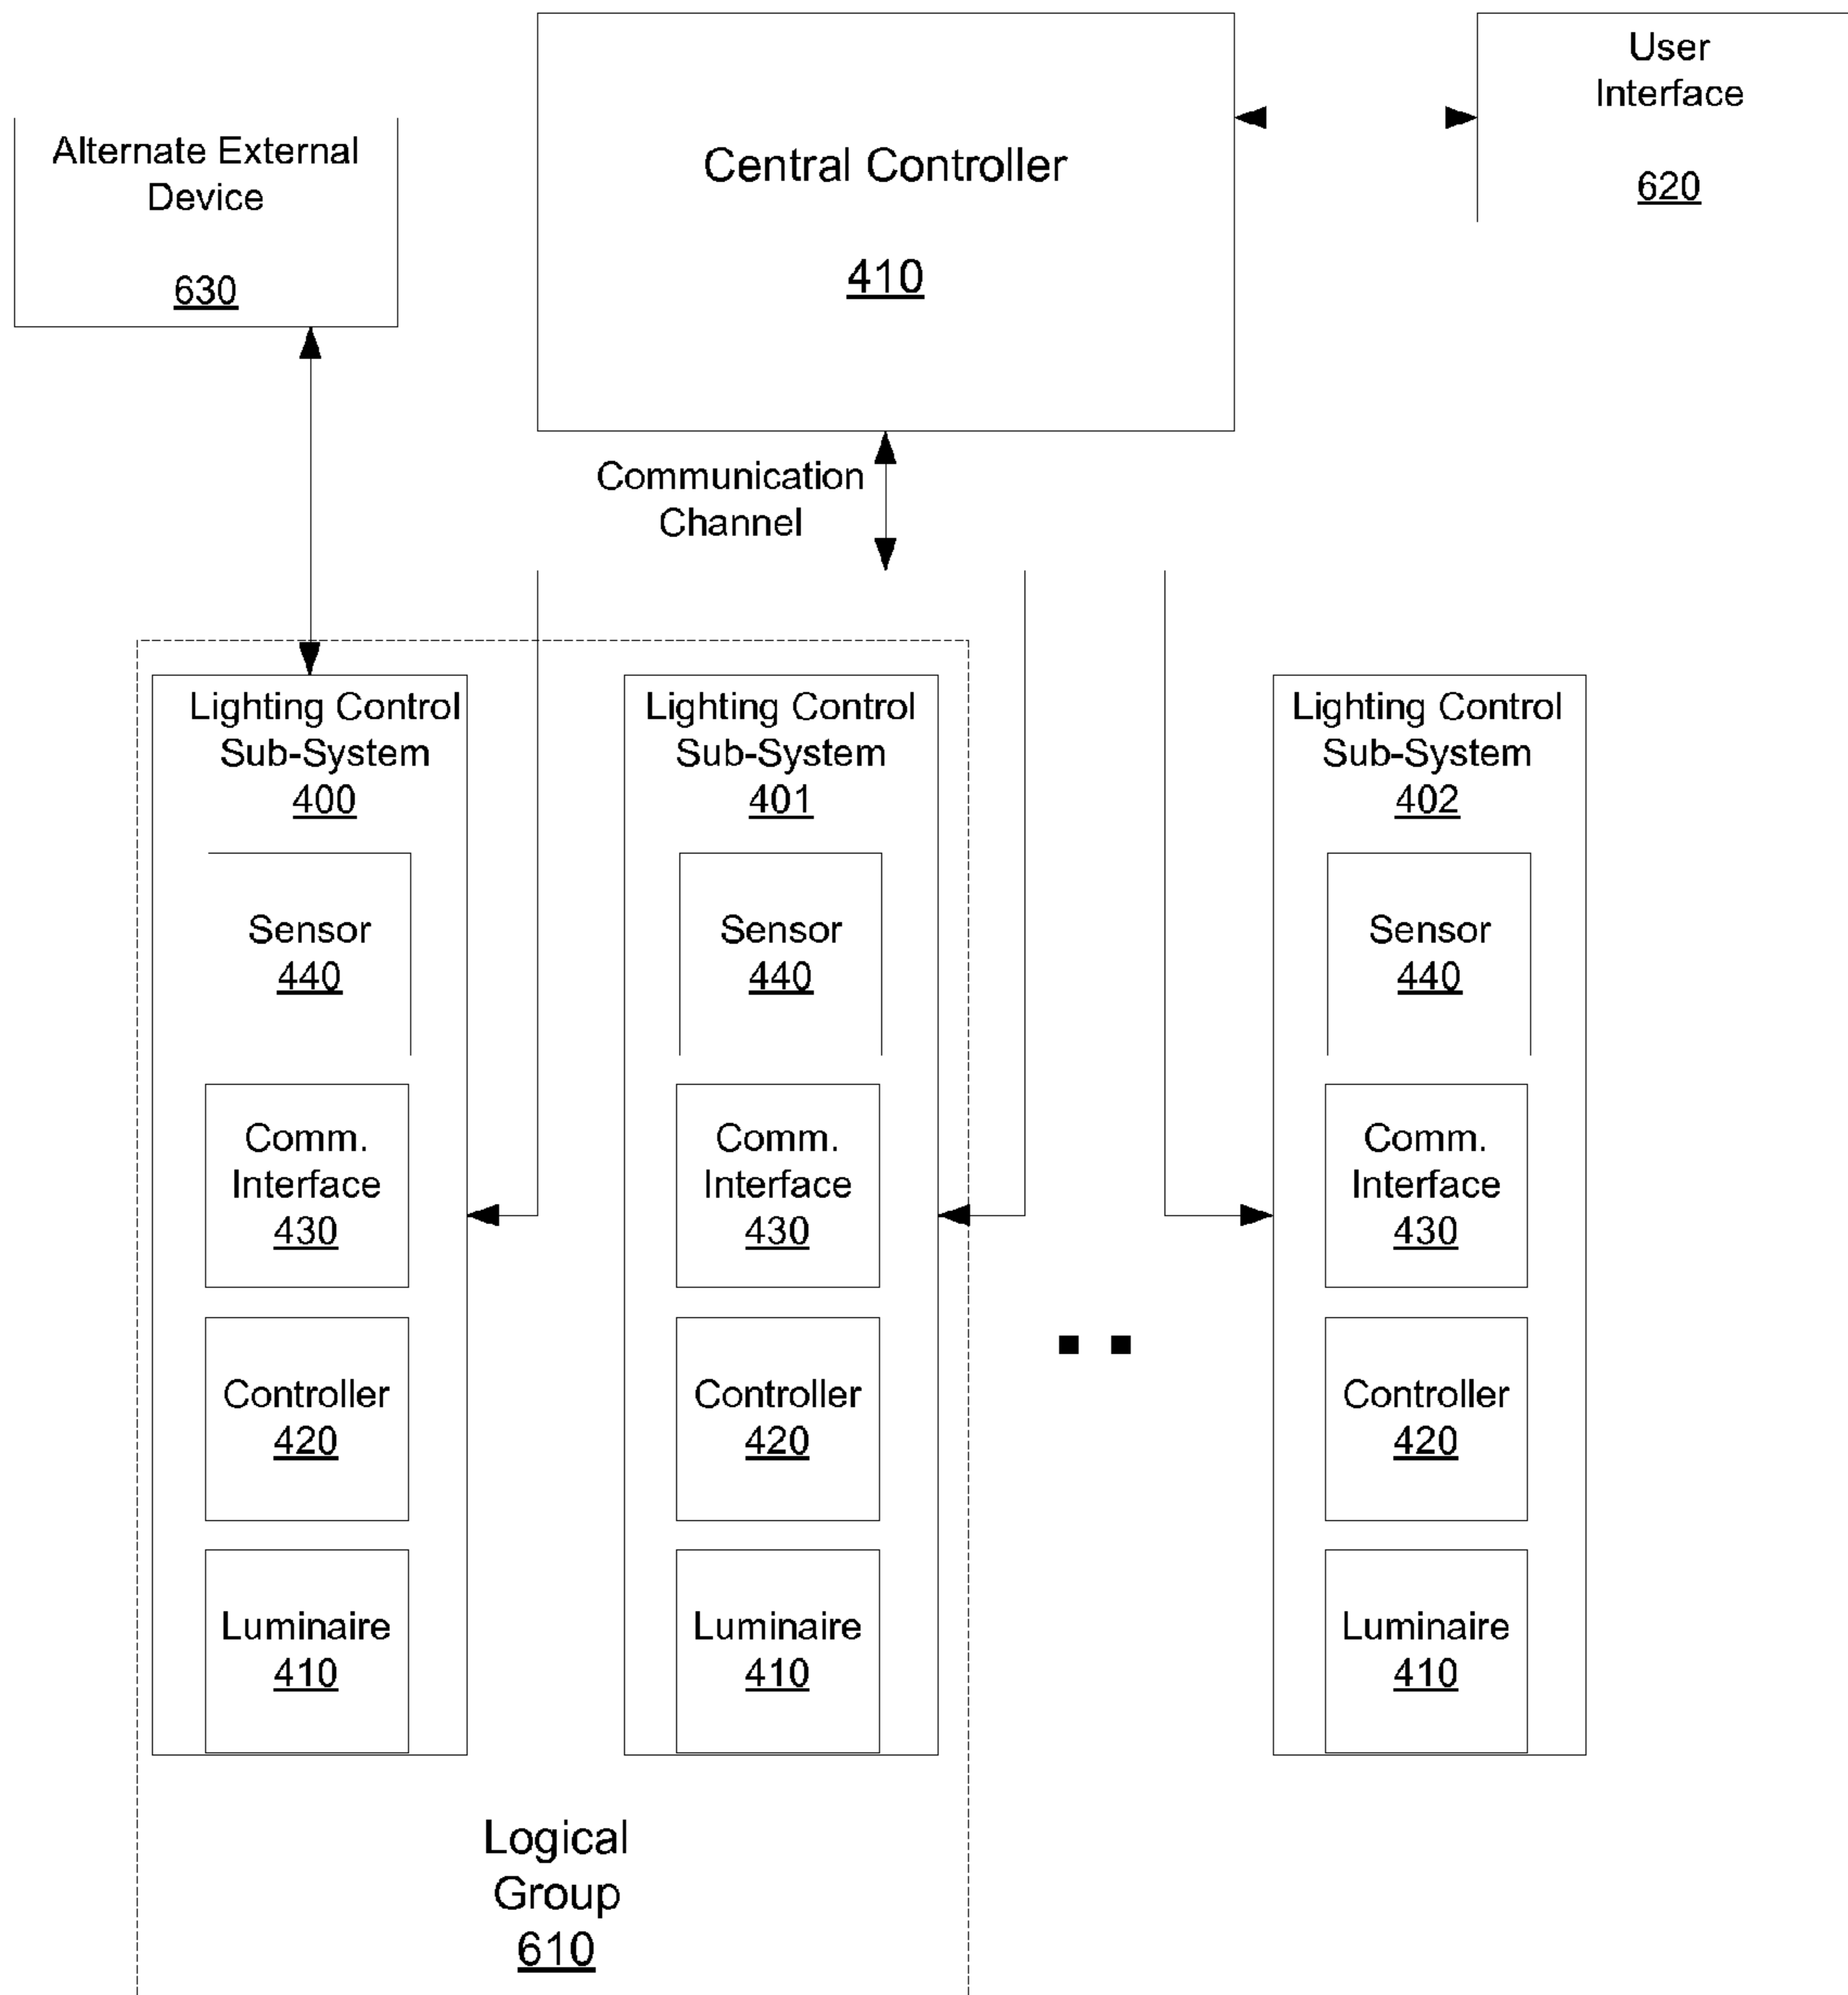 User
Interface
620
Alternate External
Device
630
Central Controller
410
Communication
Channel
Lighting Control
Sub-System
400
Sensor
440
Comm.
Interface
430
Controller
420
Luminaire
410
Lighting Control
Sub-System
401
Sensor
440
Comm.
Interface
430
Controller
420
Luminaire
410
Lighting Control
Sub-System
402
Sensor
440
Comm.
Interface
430
Controller
420
Luminaire
410
Logical
Group
610